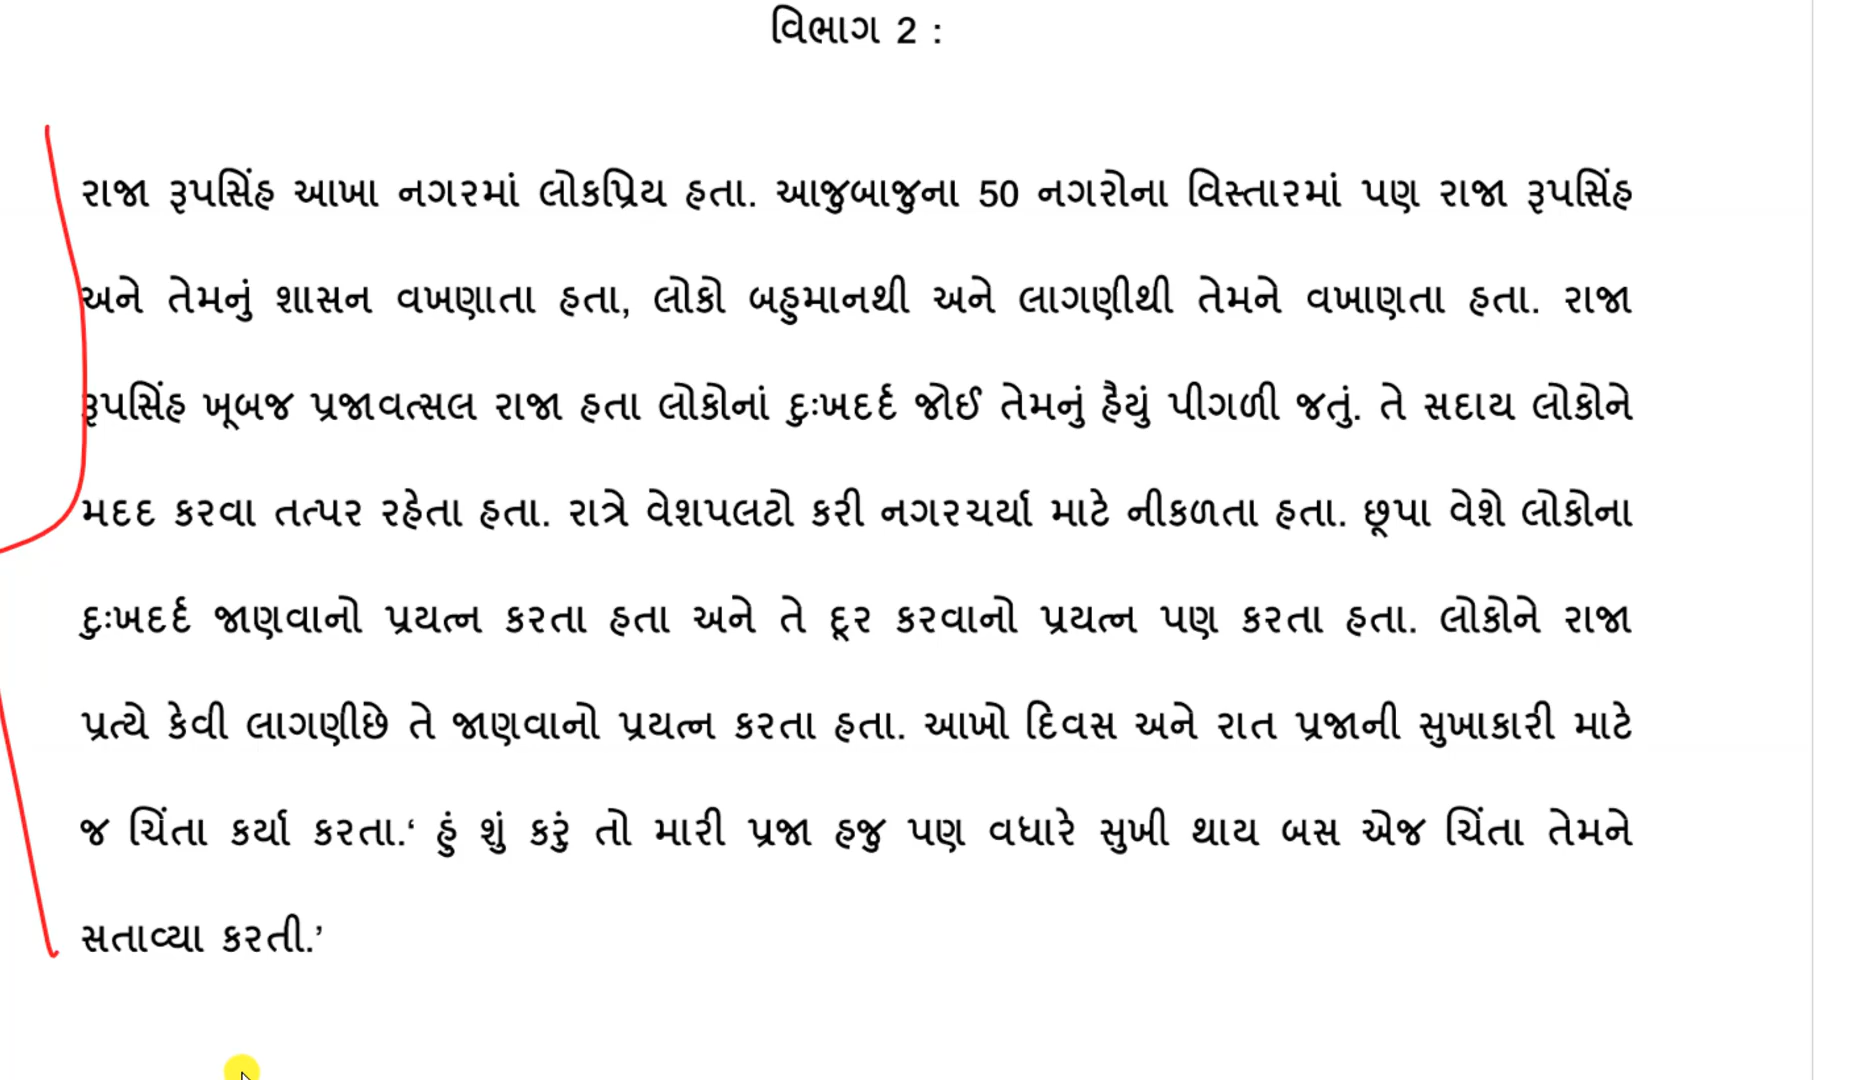 વિભાગ 2 :
રાજા રૂપસિંહ આખા નગરમાં લોકપ્રિય હતા. આજુબાજુના 50 નગરોના વિસ્તારમાં પણ રાજા રૂપસિંહ
અને તેમનું શાસન વખણાતા હતા, લોકો બહુમાનથી અને લાગણીથી તેમને વખાણતા હતા. રાજા
રૂપસિંહ ખૂબજ પ્રજાવત્સલ રાજા હતા લોકોનાં દુઃખદર્દ જોઈ તેમનું હૈયું પીગળી જતું. તે સદાય લોકોને
મદદ કરવા તત્પર રહેતા હતા. રાત્રે વેશપલટો કરી નગરચર્યા માટે નીકળતા હતા. છૂપા વેશે લોકોના
દુઃખદર્દ જાણવાનો પ્રયત્ન કરતા હતા અને તે દૂર કરવાનો પ્રયત્ન પણ કરતા હતા. લોકોને રાજા
પ્રત્યે કેવી લાગણીછે તે જાણવાનો પ્રયત્ન કરતા હતા. આખો દિવસ અને રાત પ્રજાની સુખાકારી માટે
જ ચિંતા કર્યા કરતા.‘ હું શું કરું તો મારી પ્રજા હજુ પણ વધારે સુખી થાય બસ એજ ચિંતા તેમને
સતાવ્યા કરતી.’